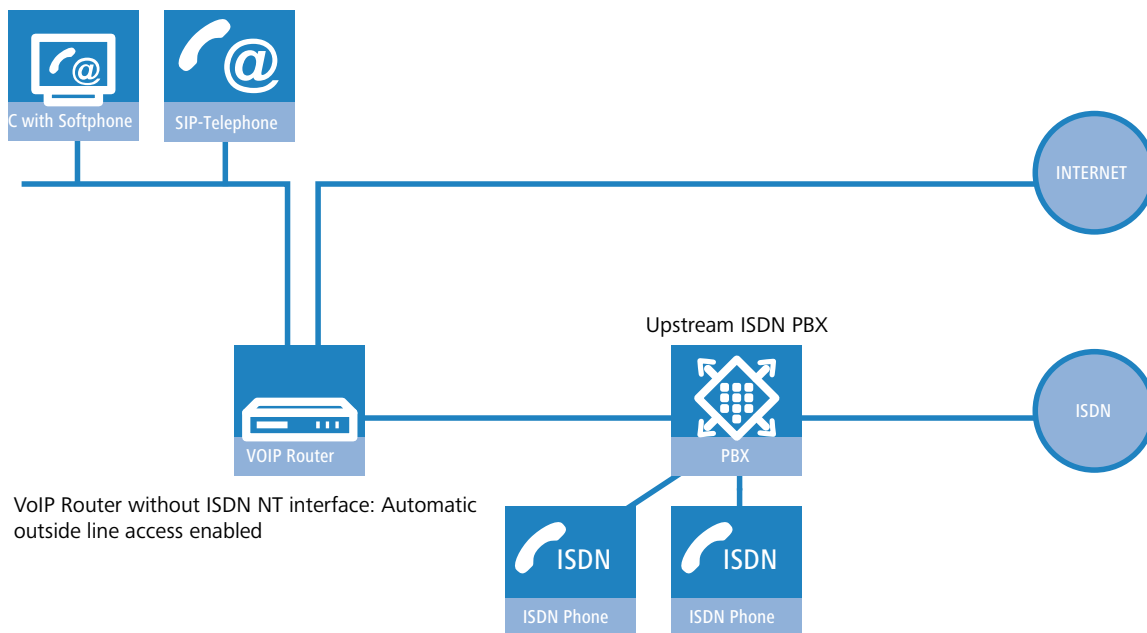 @
@
C with Softphone
SIP-Telephone
INTERNET
Upstream ISDN PBX
ISDN
VOIP Router
PBX
VoIP Router without ISDN NT interface: Automatic
outside line access enabled
ISDN
ISDN
ISDN Phone
ISDN Phone